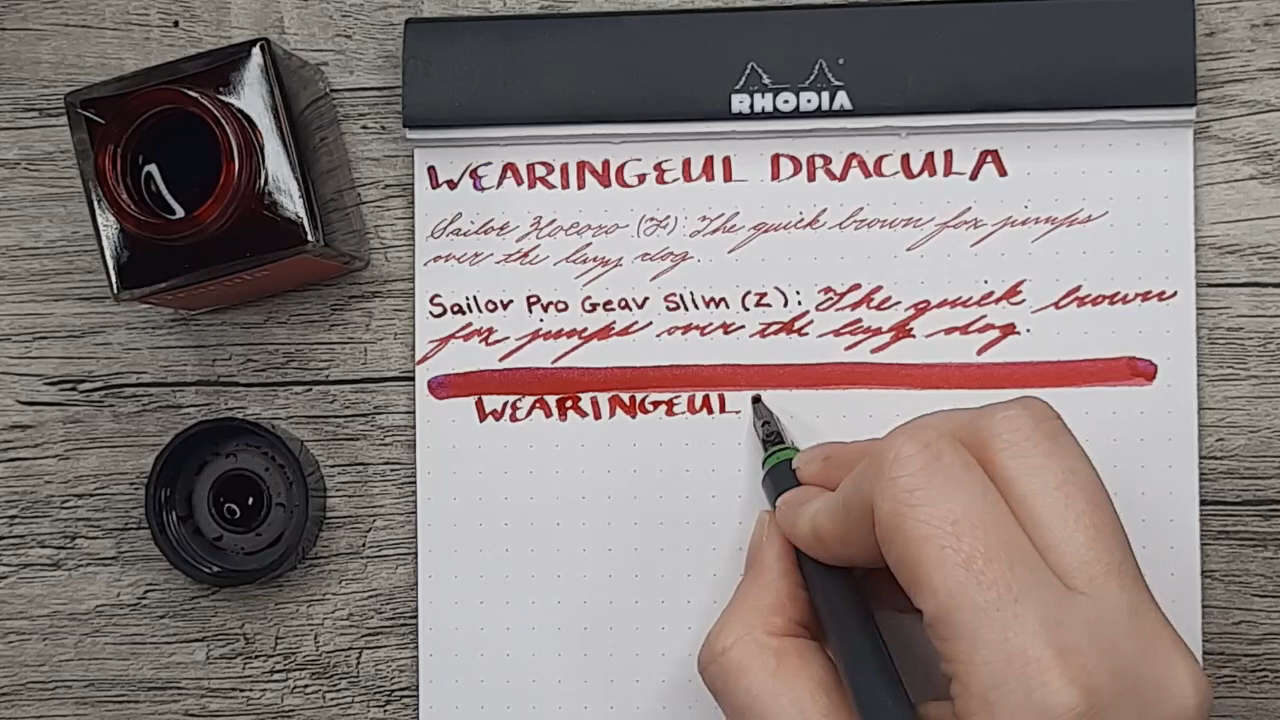 RHODIA
WEARINGEUL DRACULA
Sailor Hocoro (F): The quick brown fox jumps
over the lazy dog.
Sailor Pro Gear Slim (Z): The quick brown
fox jumps over the lazy dog.
WEARINGEUL